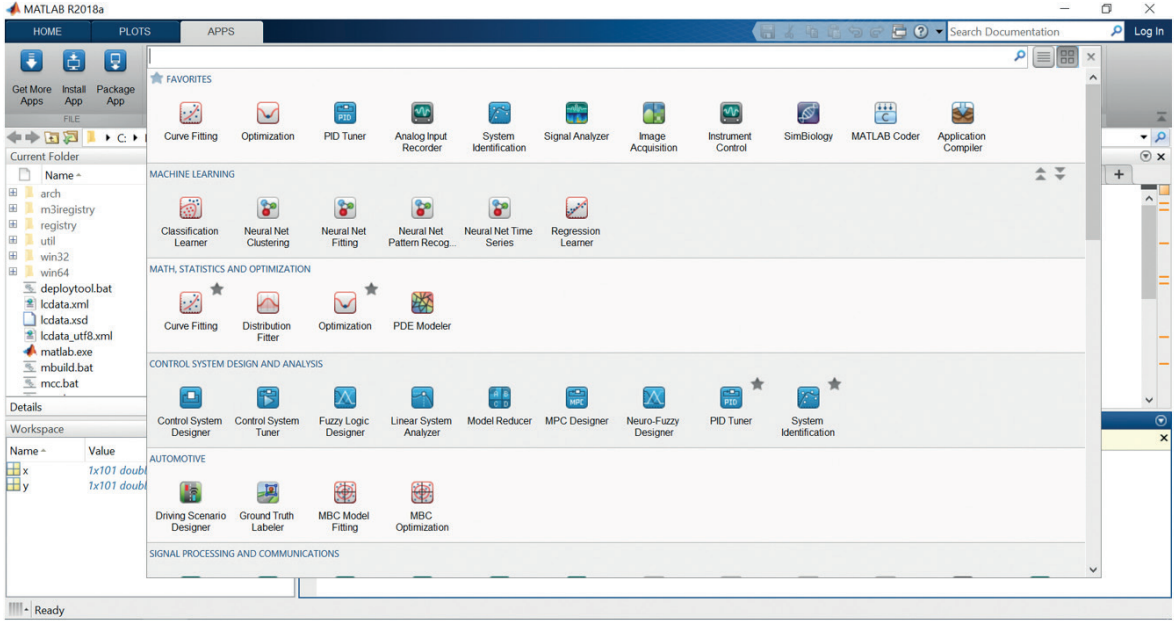 MATLAB R2018a
HOME PLOTS APPS
Search Documentation
Log In
Get More Apps
Install App
Package App
FILE
C:
FAVORITES
Curve Fitting
Optimization
PID Tuner
Analog Input Recorder
System Identification
Signal Analyzer
Image Acquisition
Instrument Control
SimBiology
MATLAB Coder
Application Compiler
MACHINE LEARNING
Classification Learner
Neural Net Clustering
Neural Net Fitting
Neural Net Pattern Recog...
Neural Net Time Series
Regression Learner
MATH, STATISTICS AND OPTIMIZATION
Curve Fitting
Distribution Fitter
Optimization
PDE Modeler
CONTROL SYSTEM DESIGN AND ANALYSIS
Control System Designer
Control System Tuner
Fuzzy Logic Designer
Linear System Analyzer
Model Reducer
MPC Designer
Neuro-Fuzzy Designer
PID Tuner
System Identification
AUTOMOTIVE
Driving Scenario Designer
Ground Truth Labeler
MBC Model Fitting
MBC Optimization
SIGNAL PROCESSING AND COMMUNICATIONS
Current Folder
Name
arch
m3iregistry
registry
util
win32
win64
deploytool.bat
lcdata.xml
lcdata.xsd
lcdata_utf8.xml
matlab.exe
mbuild.bat
mcc.bat
Details
Workspace
Name Value
x 1x101 doubl
y 1x101 doubl
Ready